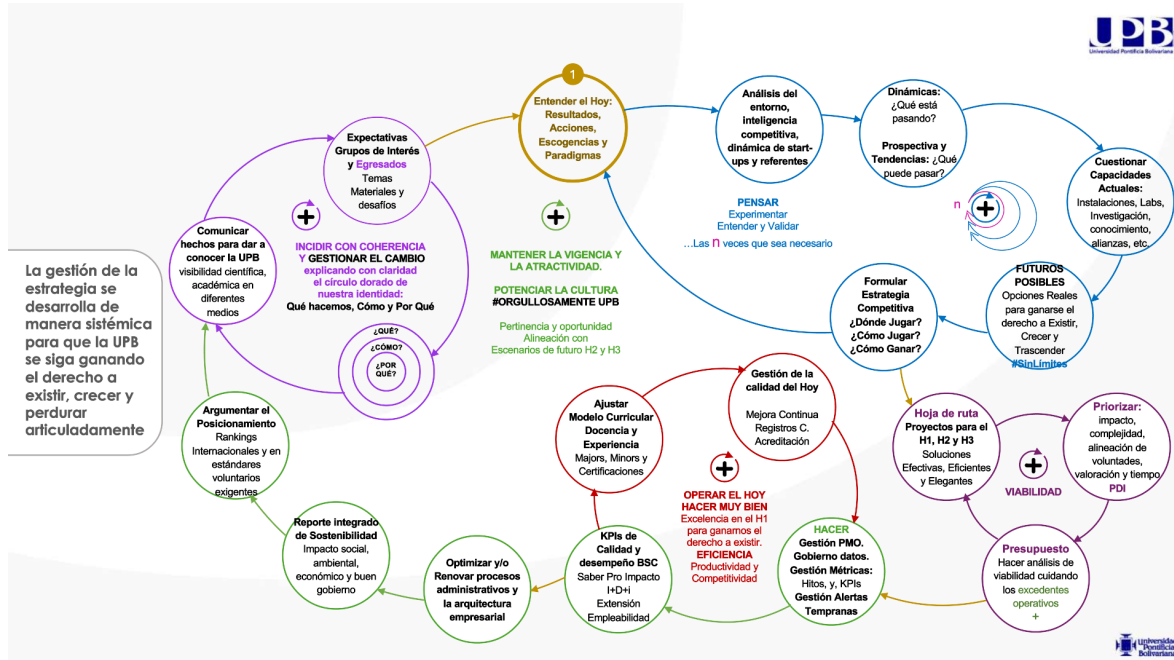 UPB
Universidad Pontificia Bolivariana
La gestión de la
estrategia se
desarrolla de
manera sistémica
para que la UPB
se siga ganando
el derecho a
existir, crecer y
perdurar
articuladamente
1
Entender el Hoy:
Resultados,
Acciones,
Escogencias y
Paradigmas
Análisis del
entorno,
inteligencia
competitiva,
dinámica de start-
ups y referentes
Dinámicas:
¿Qué está
pasando?
Prospectiva y
Tendencias: ¿Qué
puede pasar?
Cuestionar
Capacidades
Actuales:
Instalaciones, Labs,
Investigación,
conocimiento,
alianzas, etc.
n
+
FUTUROS
POSIBLES
Opciones Reales
para ganarse el
derecho a Existir,
Crecer y
Trascender
#SinLímites
Formular
Estrategia
Competitiva
¿Dónde Jugar?
¿Cómo Jugar?
¿Cómo Ganar?
PENSAR
Experimentar
Entender y Validar
...Las n veces que sea necesario
+
MANTENER LA VIGENCIA Y
LA ATRACTIVIDAD.
POTENCIAR LA CULTURA
#ORGULLOSAMENTE UPB
Pertinencia y oportunidad
Alineación con
Escenarios de futuro H2 y H3
Expectativas
Grupos de Interés
y Egresados
Temas
Materiales y
desafíos
+
INCIDIR CON COHERENCIA
Y GESTIONAR EL CAMBIO
explicando con claridad
el círculo dorado de
nuestra identidad:
Qué hacemos, Cómo y Por Qué
¿QUÉ?
¿CÓMO?
¿POR
QUÉ?
Comunicar
hechos para dar a
conocer la UPB
visibilidad científica,
académica en
diferentes
medios
Argumentar el
Posicionamiento
Rankings
Internacionales y en
estándares
voluntarios
exigentes
Reporte integrado
de Sostenibilidad
Impacto social,
ambiental,
económico y buen
gobierno
Optimizar y/o
Renovar procesos
administrativos y
la arquitectura
empresarial
KPIs de
Calidad y
desempeño BSC
Saber Pro Impacto
I+D+i
Extensión
Empleabilidad
Ajustar
Modelo Curricular
Docencia y
Experiencia
Majors, Minors y
Certificaciones
Gestión de la
calidad del Hoy
Mejora Continua
Registros C.
Acreditación
+
OPERAR EL HOY
HACER MUY BIEN
Excelencia en el H1
para ganarnos el
derecho a existir.
EFICIENCIA
Productividad y
Competitividad
HACER
Gestión PMO.
Gobierno datos.
Gestión Métricas:
Hitos, y, KPIs
Gestión Alertas
Tempranas
Hoja de ruta
Proyectos para el
H1, H2 y H3
Soluciones
Efectivas, Eficientes
y Elegantes
+
VIABILIDAD
Priorizar:
impacto,
complejidad,
alineación de
voluntades,
valoración y tiempo
PDI
Presupuesto
Hacer análisis de
viabilidad cuidando
los excedentes
operativos
+
Universidad
Pontificia
Bolivariana